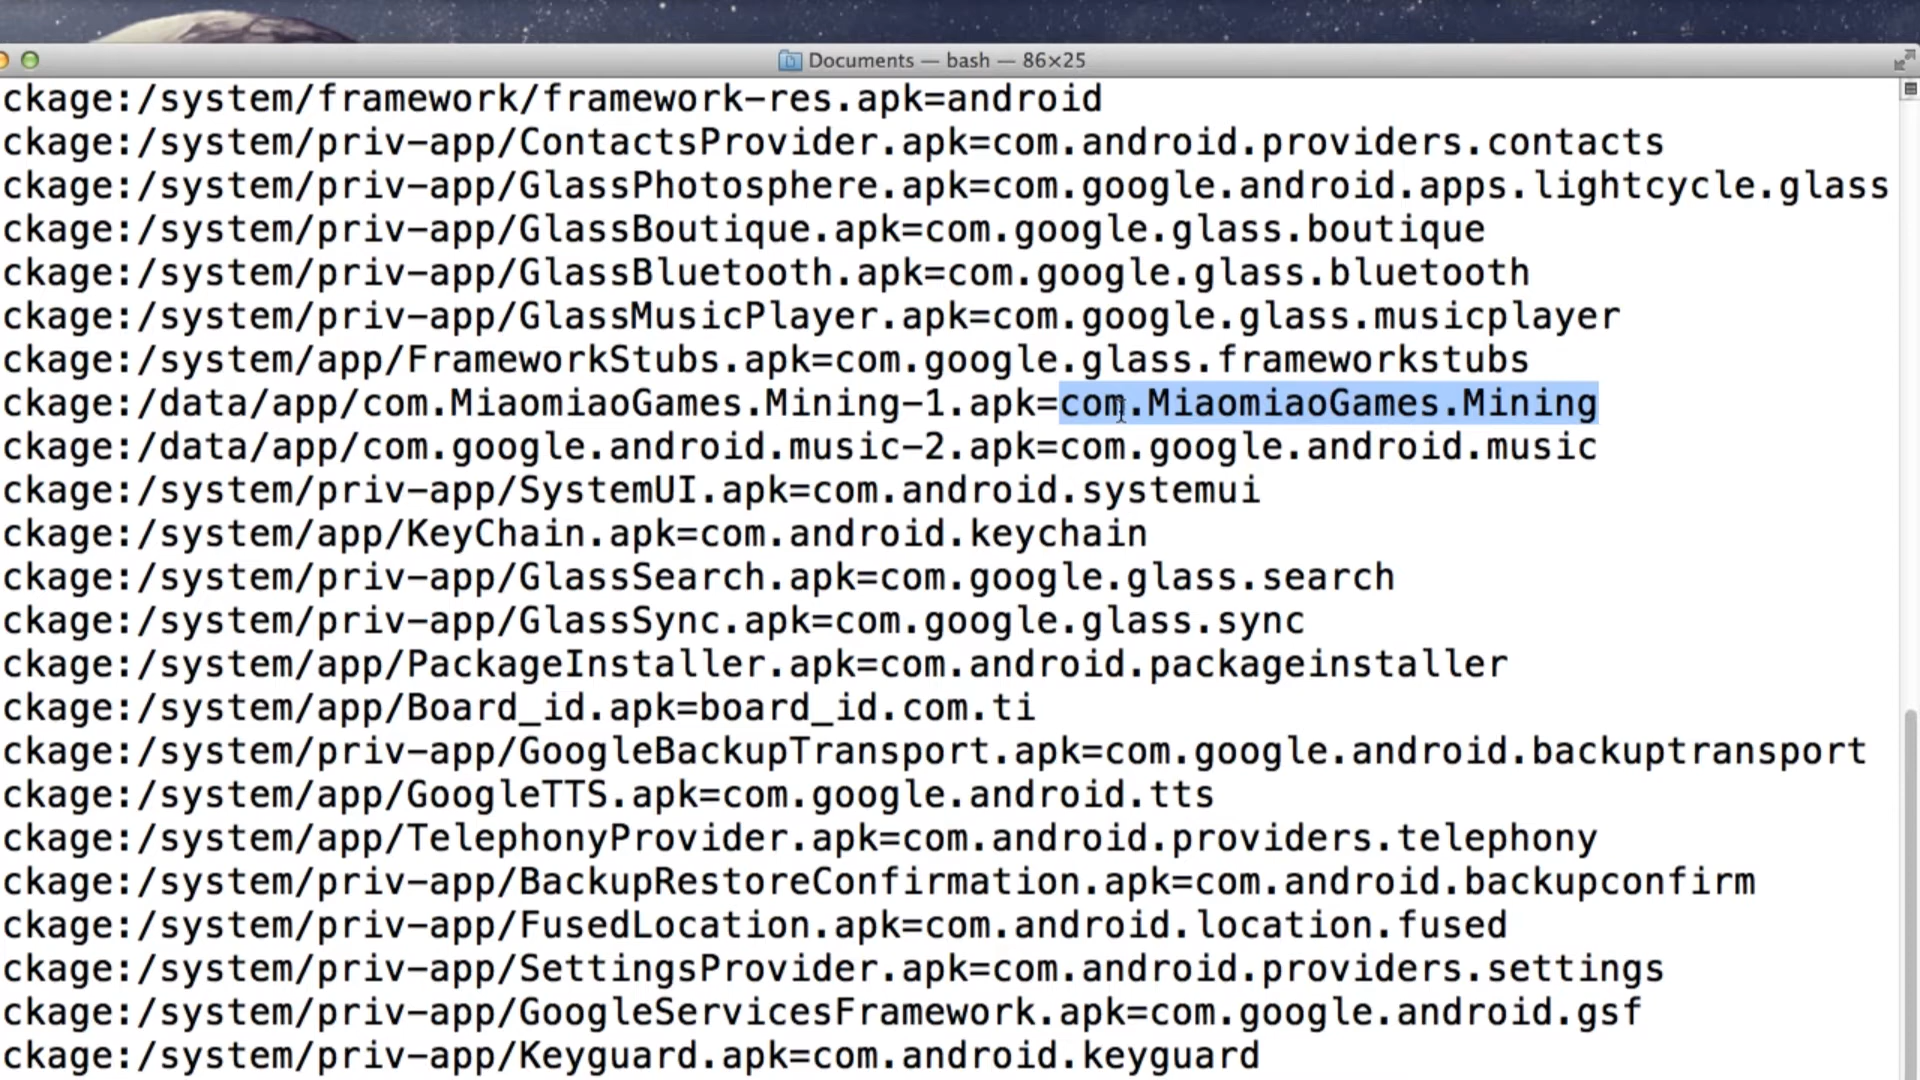 Documents — bash — 86×25
ckage:/system/framework/framework-res.apk=android
ckage:/system/priv-app/ContactsProvider.apk=com.android.providers.contacts
ckage:/system/priv-app/GlassPhotosphere.apk=com.google.android.apps.lightcycle.glass
ckage:/system/priv-app/GlassBoutique.apk=com.google.glass.boutique
ckage:/system/priv-app/GlassBluetooth.apk=com.google.glass.bluetooth
ckage:/system/priv-app/GlassMusicPlayer.apk=com.google.glass.musicplayer
ckage:/system/app/FrameworkStubs.apk=com.google.glass.frameworkstubs
ckage:/data/app/com.MiaomiaoGames.Mining-1.apk=com.MiaomiaoGames.Mining
ckage:/data/app/com.google.android.music-2.apk=com.google.android.music
ckage:/system/priv-app/SystemUI.apk=com.android.systemui
ckage:/system/app/KeyChain.apk=com.android.keychain
ckage:/system/priv-app/GlassSearch.apk=com.google.glass.search
ckage:/system/priv-app/GlassSync.apk=com.google.glass.sync
ckage:/system/app/PackageInstaller.apk=com.android.packageinstaller
ckage:/system/app/Board_id.apk=board_id.com.ti
ckage:/system/priv-app/GoogleBackupTransport.apk=com.google.android.backuptransport
ckage:/system/app/GoogleTTS.apk=com.google.android.tts
ckage:/system/app/TelephonyProvider.apk=com.android.providers.telephony
ckage:/system/priv-app/BackupRestoreConfirmation.apk=com.android.backupconfirm
ckage:/system/priv-app/FusedLocation.apk=com.android.location.fused
ckage:/system/priv-app/SettingsProvider.apk=com.android.providers.settings
ckage:/system/priv-app/GoogleServicesFramework.apk=com.google.android.gsf
ckage:/system/priv-app/Keyguard.apk=com.android.keyguard